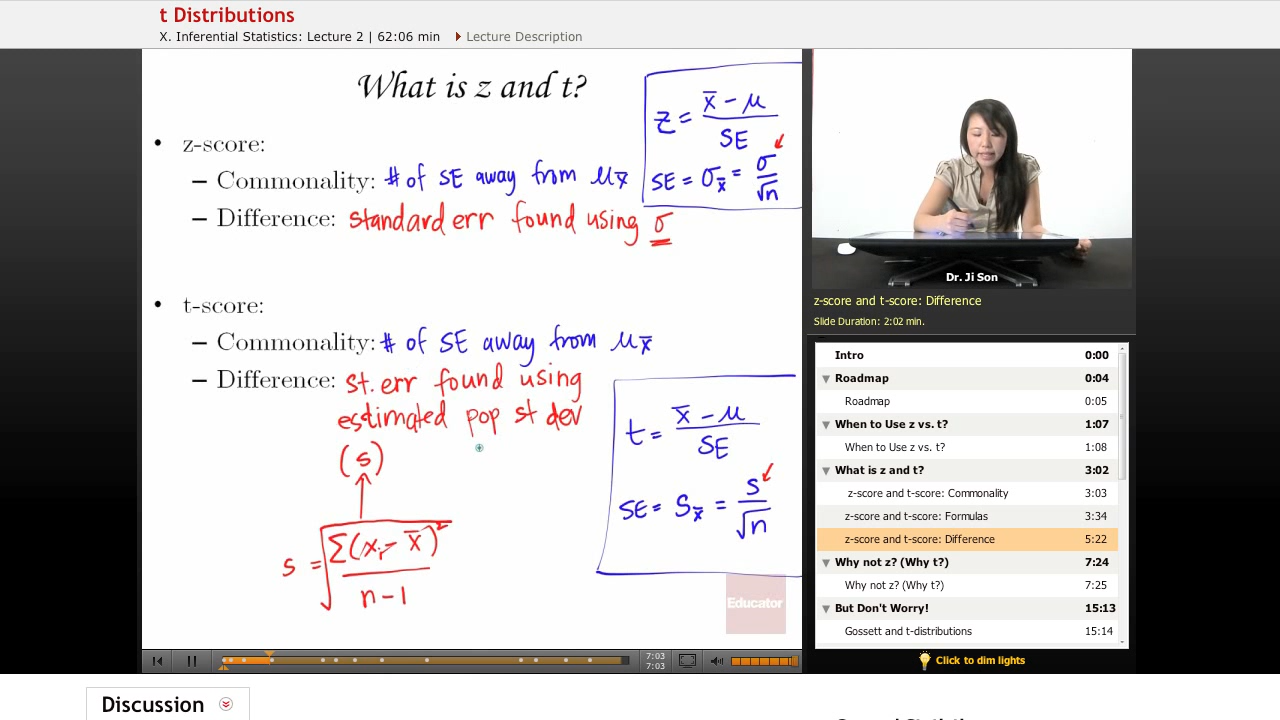 t Distributions
X. Inferential Statistics: Lecture 2 | 62:06 min Lecture Description
What is z and t?
• z-score:
– Commonality: # of SE away from μx̄
– Difference: standard err found using σ
z = x̄ - μ / SE
SE = σx̄ = σ / √n
• t-score:
– Commonality: # of SE away from μx̄
– Difference: st. err found using
estimated pop st dev
(s)
s = √(Σ(xi - x̄)² / n-1)
t = x̄ - μ / SE
SE = Sx̄ = s / √n
Educator
7:03
7:03
Dr. Ji Son
z-score and t-score: Difference
Slide Duration: 2:02 min.
Intro 0:00
Roadmap 0:04
Roadmap 0:05
When to Use z vs. t? 1:07
When to Use z vs. t? 1:08
What is z and t? 3:02
z-score and t-score: Commonality 3:03
z-score and t-score: Formulas 3:34
z-score and t-score: Difference 5:22
Why not z? (Why t?) 7:24
Why not z? (Why t?) 7:25
But Don't Worry! 15:13
Gossett and t-distributions 15:14
Click to dim lights
Discussion